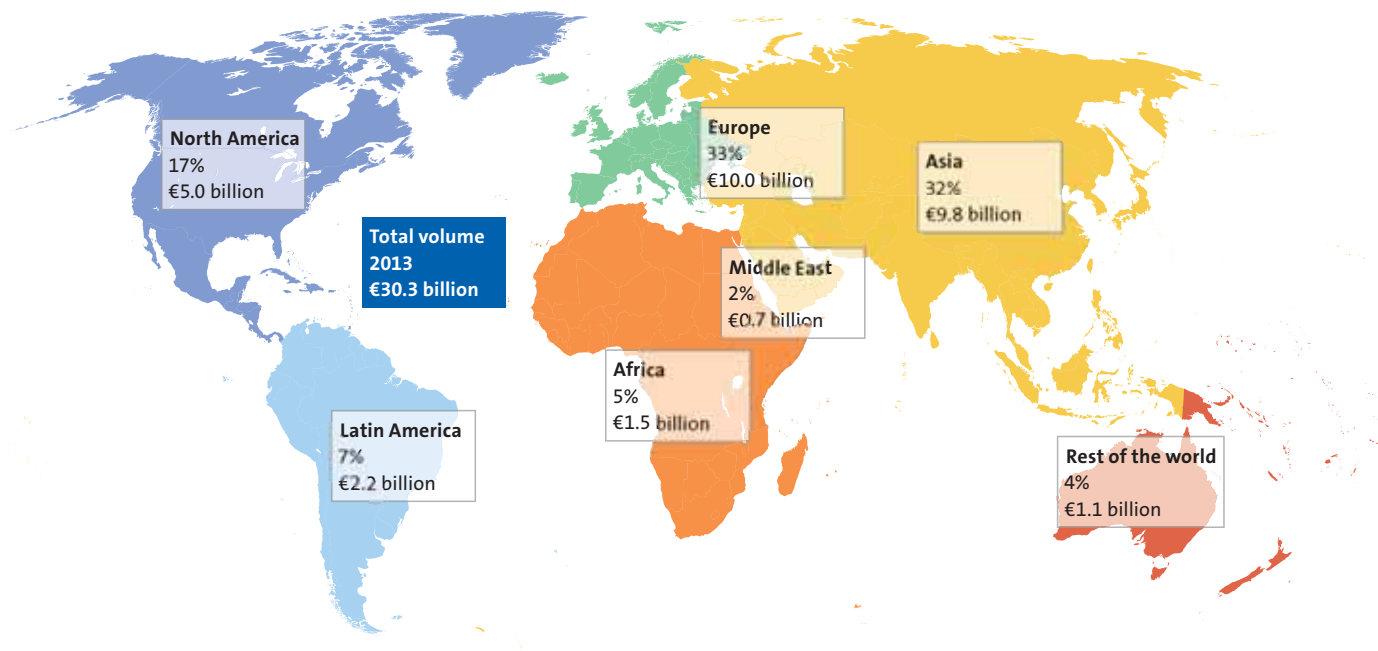 North America
17%
€5.0 billion
Total volume
2013
€30.3 billion
Latin America
7%
€2.2 billion
Europe
33%
€10.0 billion
Asia
32%
€9.8 billion
Middle East
2%
€0.7 billion
Africa
5%
€1.5 billion
Rest of the world
4%
€1.1 billion